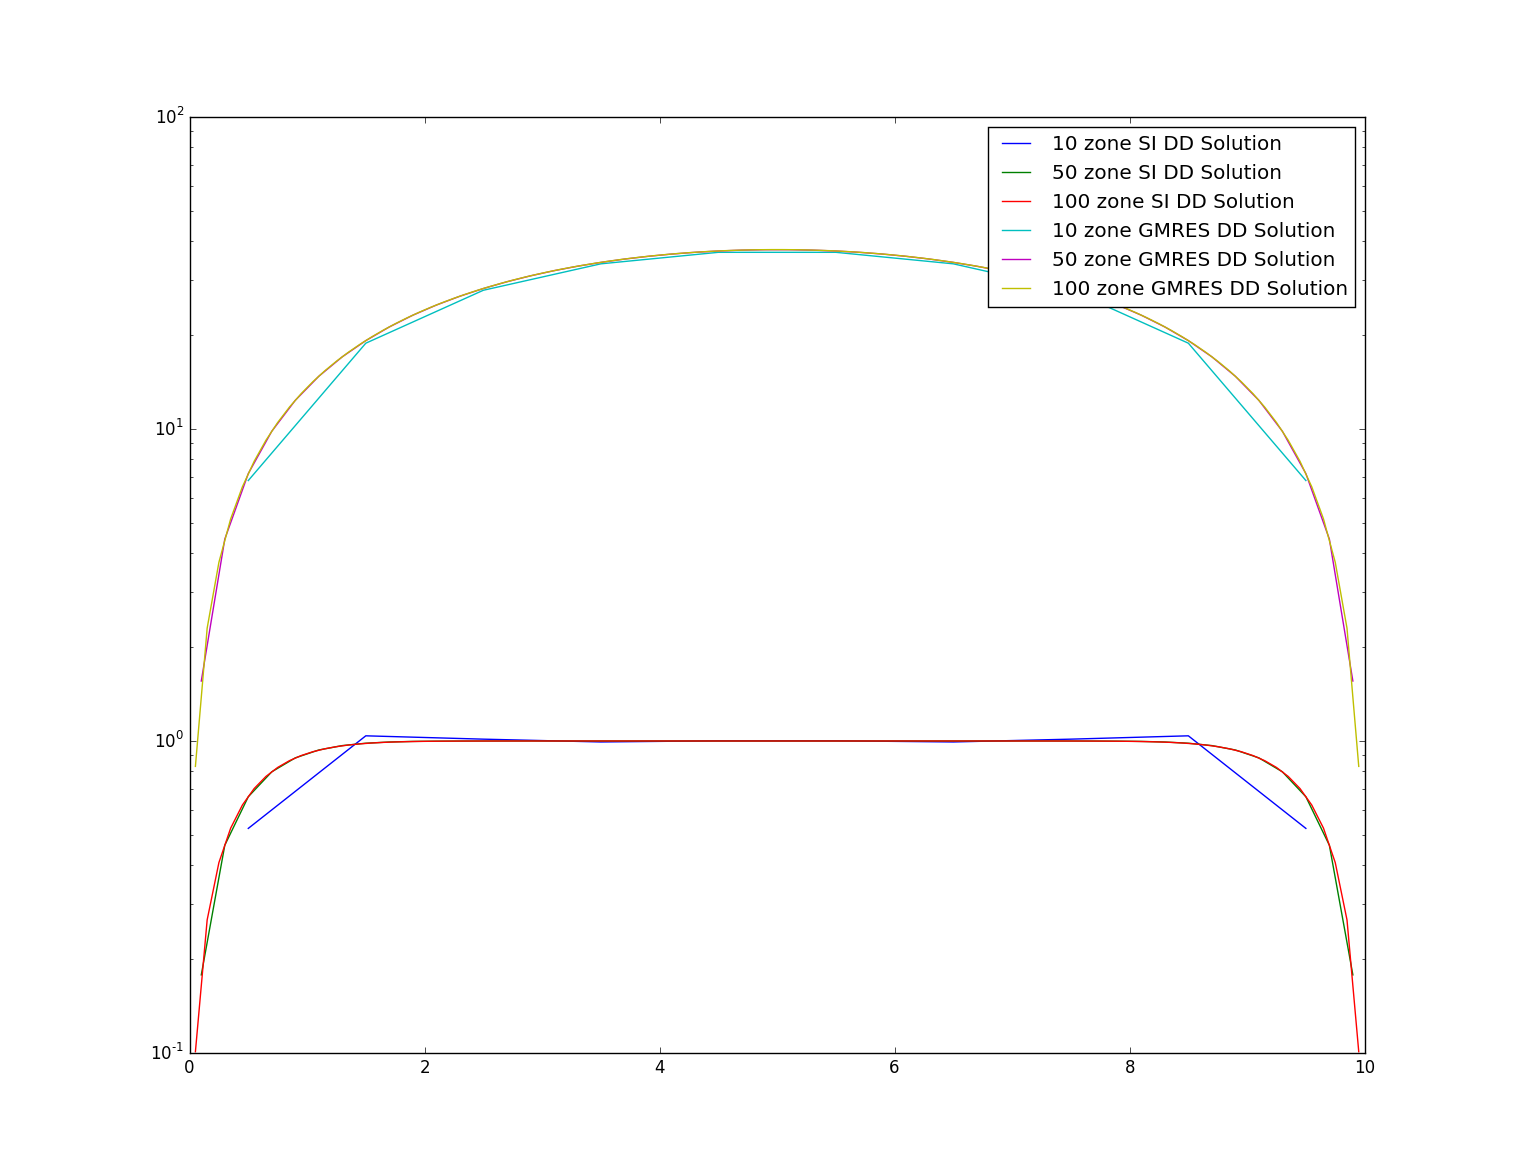 10²
10 zone SI DD Solution
50 zone SI DD Solution
100 zone SI DD Solution
10 zone GMRES DD Solution
50 zone GMRES DD Solution
100 zone GMRES DD Solution
10¹
10⁰
10⁻¹
0 2 4 6 8 10